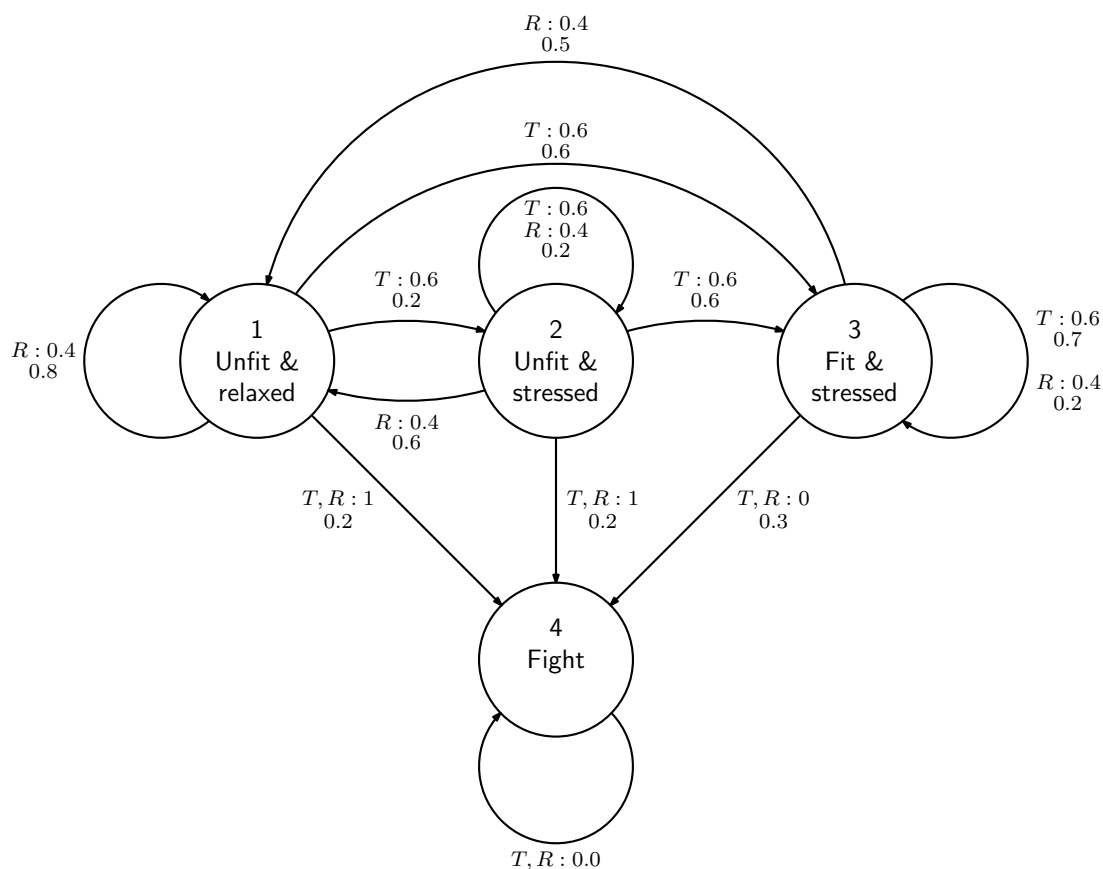 R : 0.4
0.5
T : 0.6
0.6
T : 0.6
R : 0.4
0.2
T : 0.6
0.2
T : 0.6
0.6
1
Unfit &
relaxed
2
Unfit &
stressed
3
Fit &
stressed
R : 0.4
0.8
T : 0.6
0.7
R : 0.4
0.2
R : 0.4
0.6
T, R : 1
0.2
T, R : 1
0.2
T, R : 0
0.3
4
Fight
T, R : 0.0